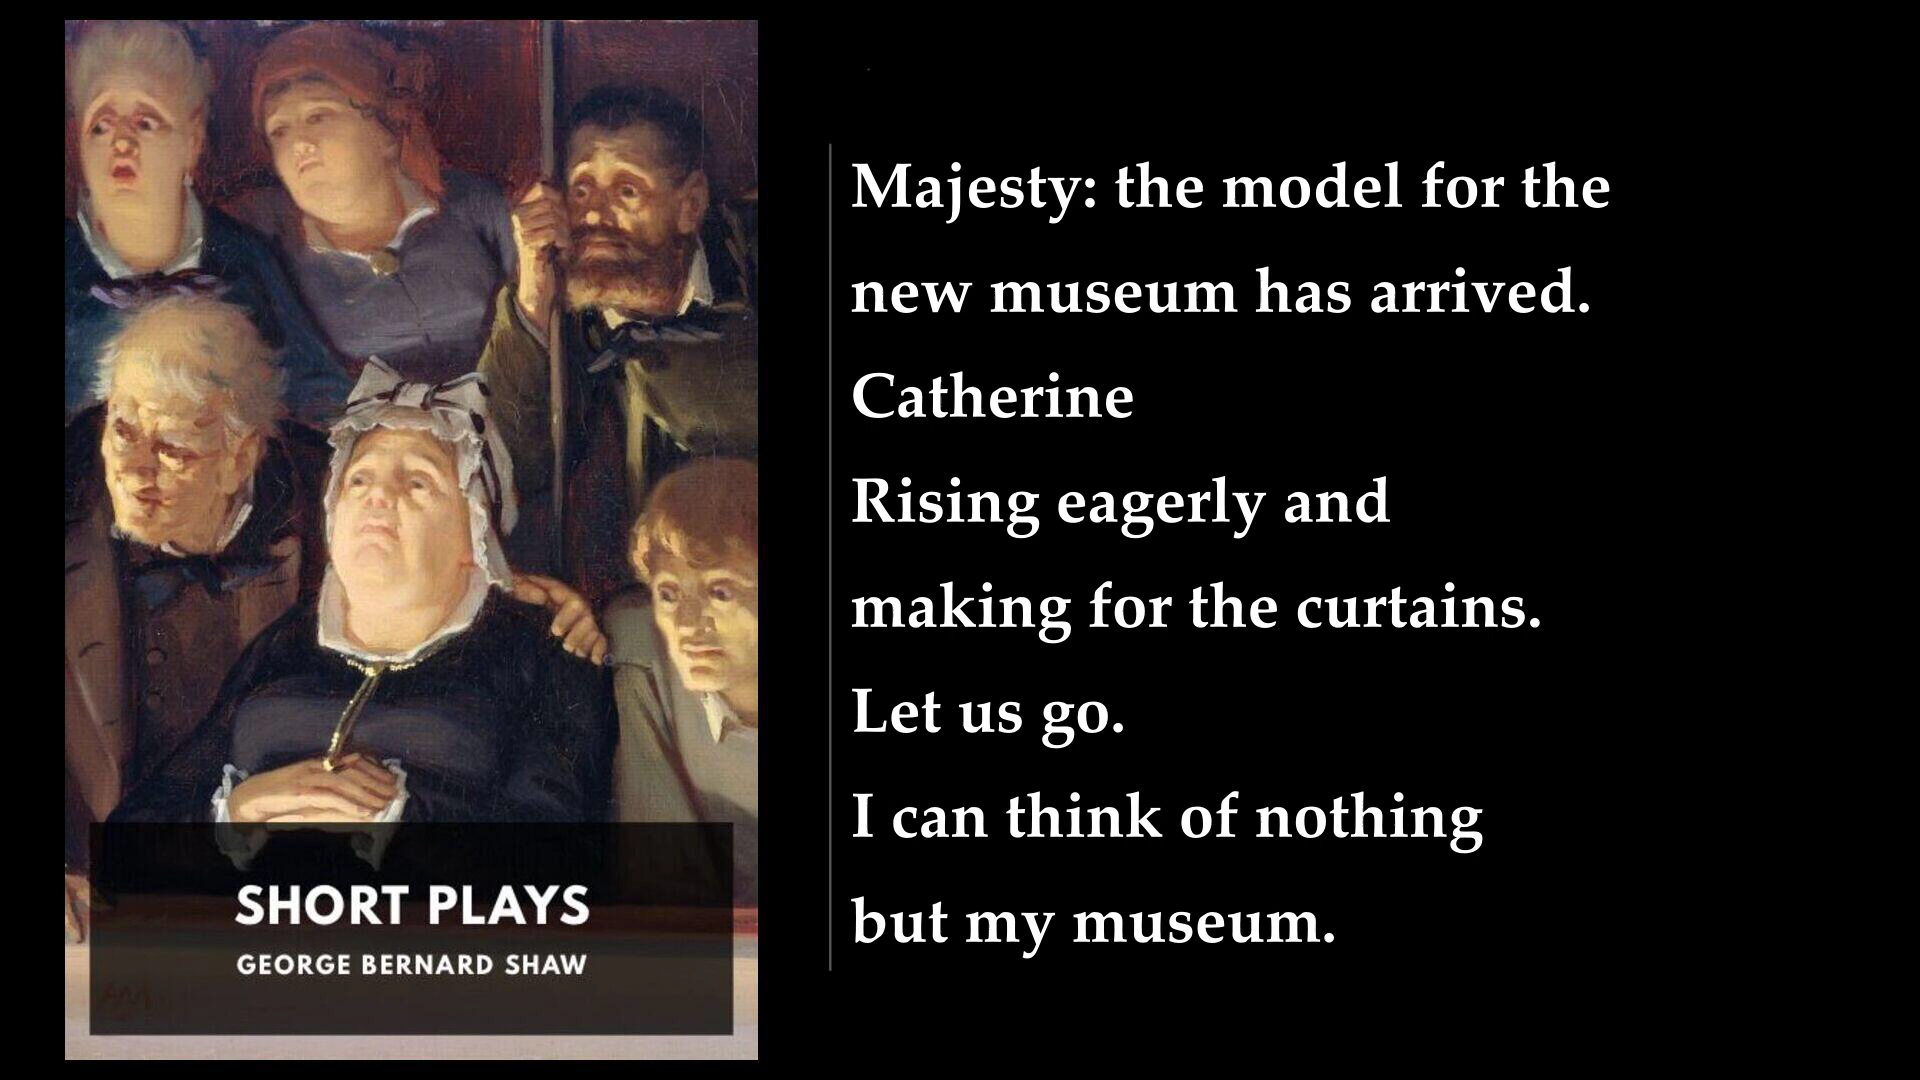 SHORT PLAYS
GEORGE BERNARD SHAW
Majesty: the model for the
new museum has arrived.
Catherine
Rising eagerly and
making for the curtains.
Let us go.
I can think of nothing
but my museum.